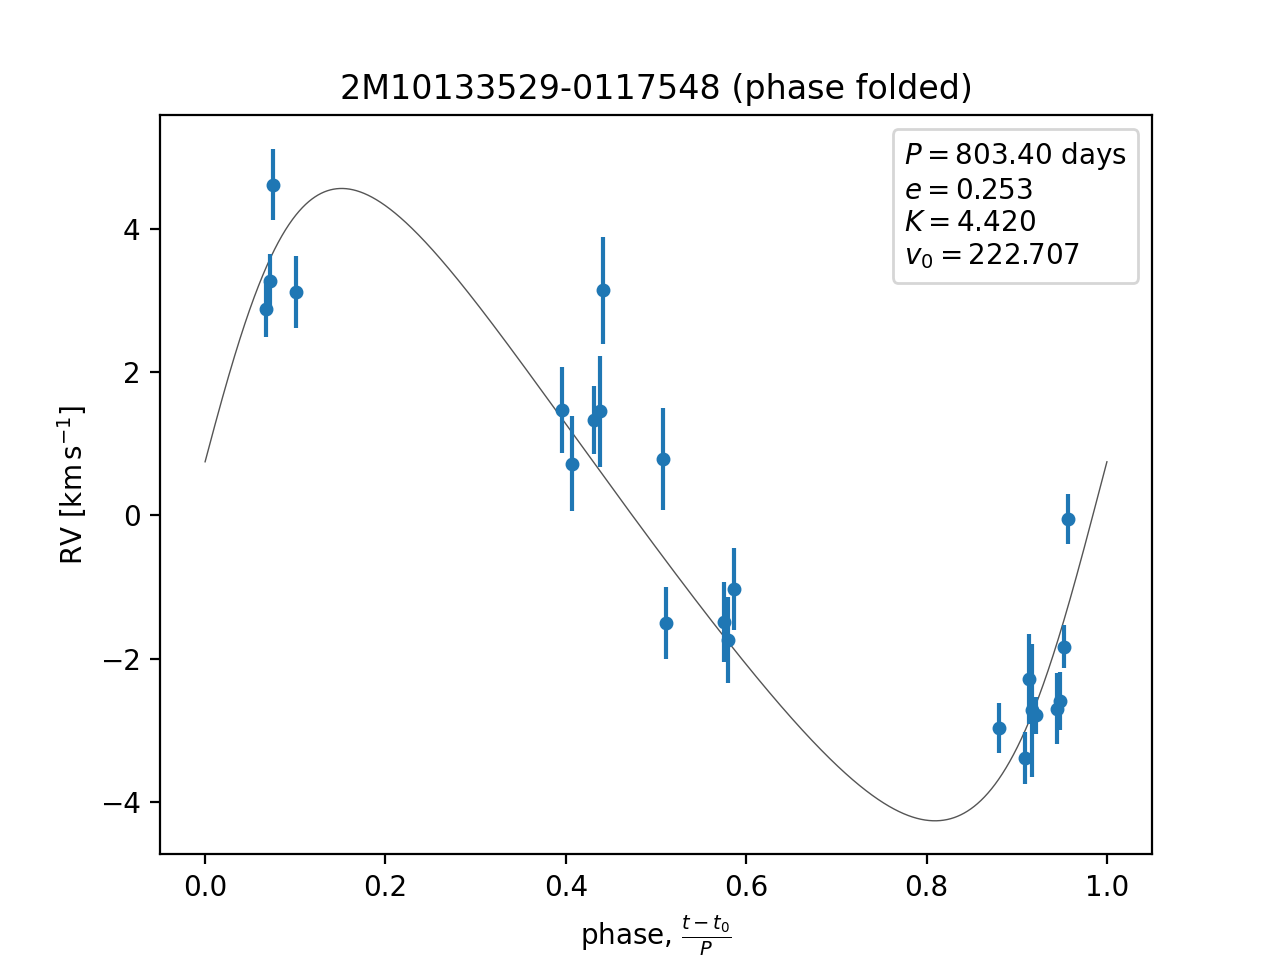 2M10133529-0117548 (phase folded)
P = 803.40 days
e = 0.253
K = 4.420
v₀ = 222.707
4
2
0
−2
−4
RV [km s⁻¹]
0.0 0.2 0.4 0.6 0.8 1.0
phase, (t − t₀)/P